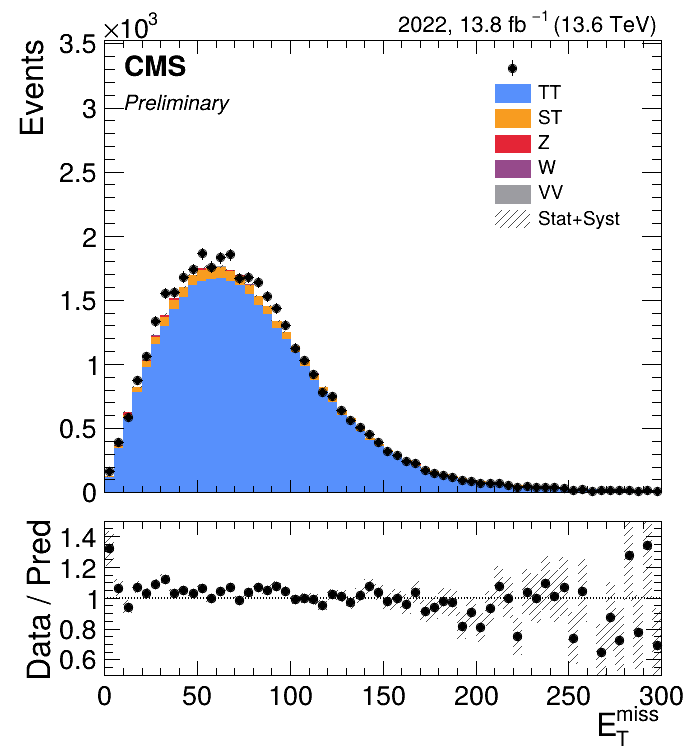 ×10³
2022, 13.8 fb⁻¹ (13.6 TeV)
Events
3.5
3
2.5
2
1.5
1
0.5
0
CMS
Preliminary
TT
ST
Z
W
VV
Stat+Syst
Data / Pred
1.4
1.2
1
0.8
0.6
0 50 100 150 200 250 300
E_T^miss